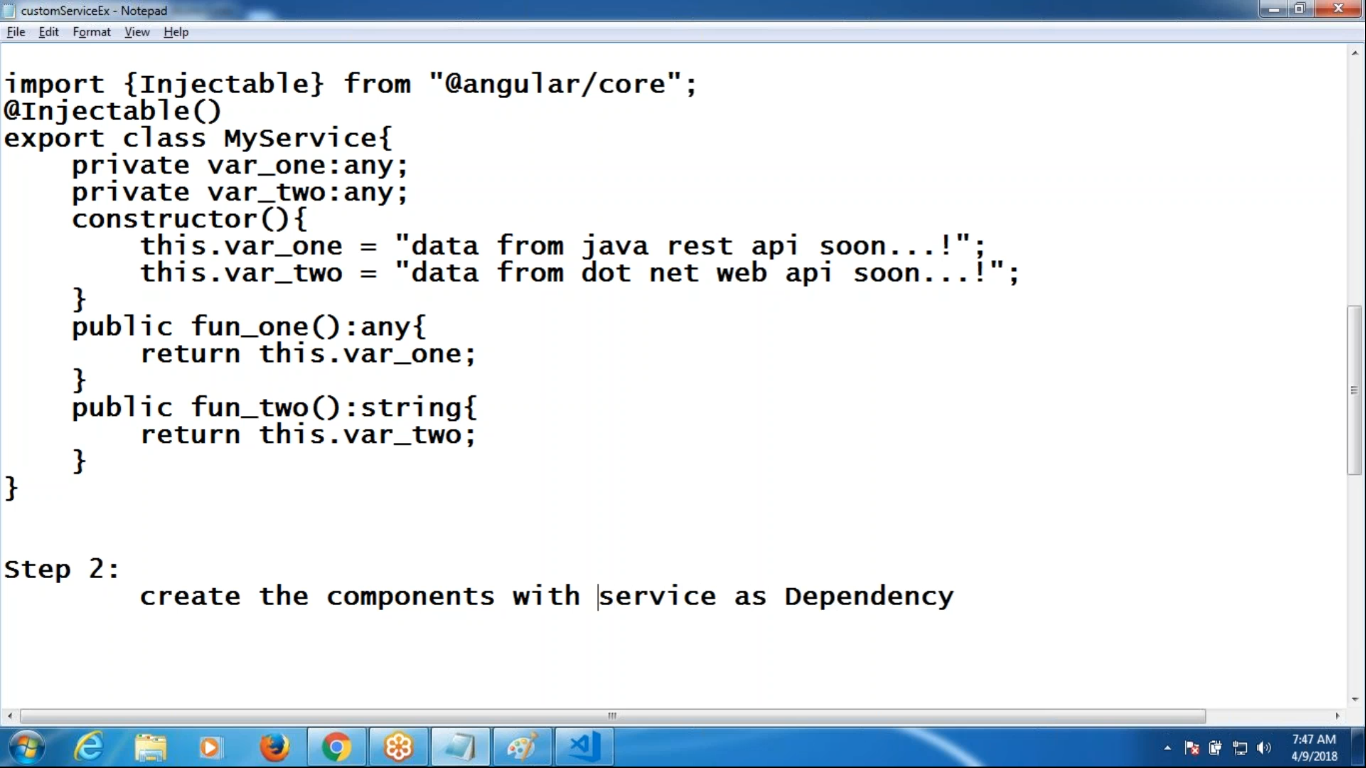 customServiceEx - Notepad
File Edit Format View Help
import {Injectable} from "@angular/core";
@Injectable()
export class MyService{
    private var_one:any;
    private var_two:any;
    constructor(){
        this.var_one = "data from java rest api soon...!";
        this.var_two = "data from dot net web api soon...!";
    }
    public fun_one():any{
        return this.var_one;
    }
    public fun_two():string{
        return this.var_two;
    }
}
Step 2:
        create the components with service as Dependency
7:47 AM
4/9/2018